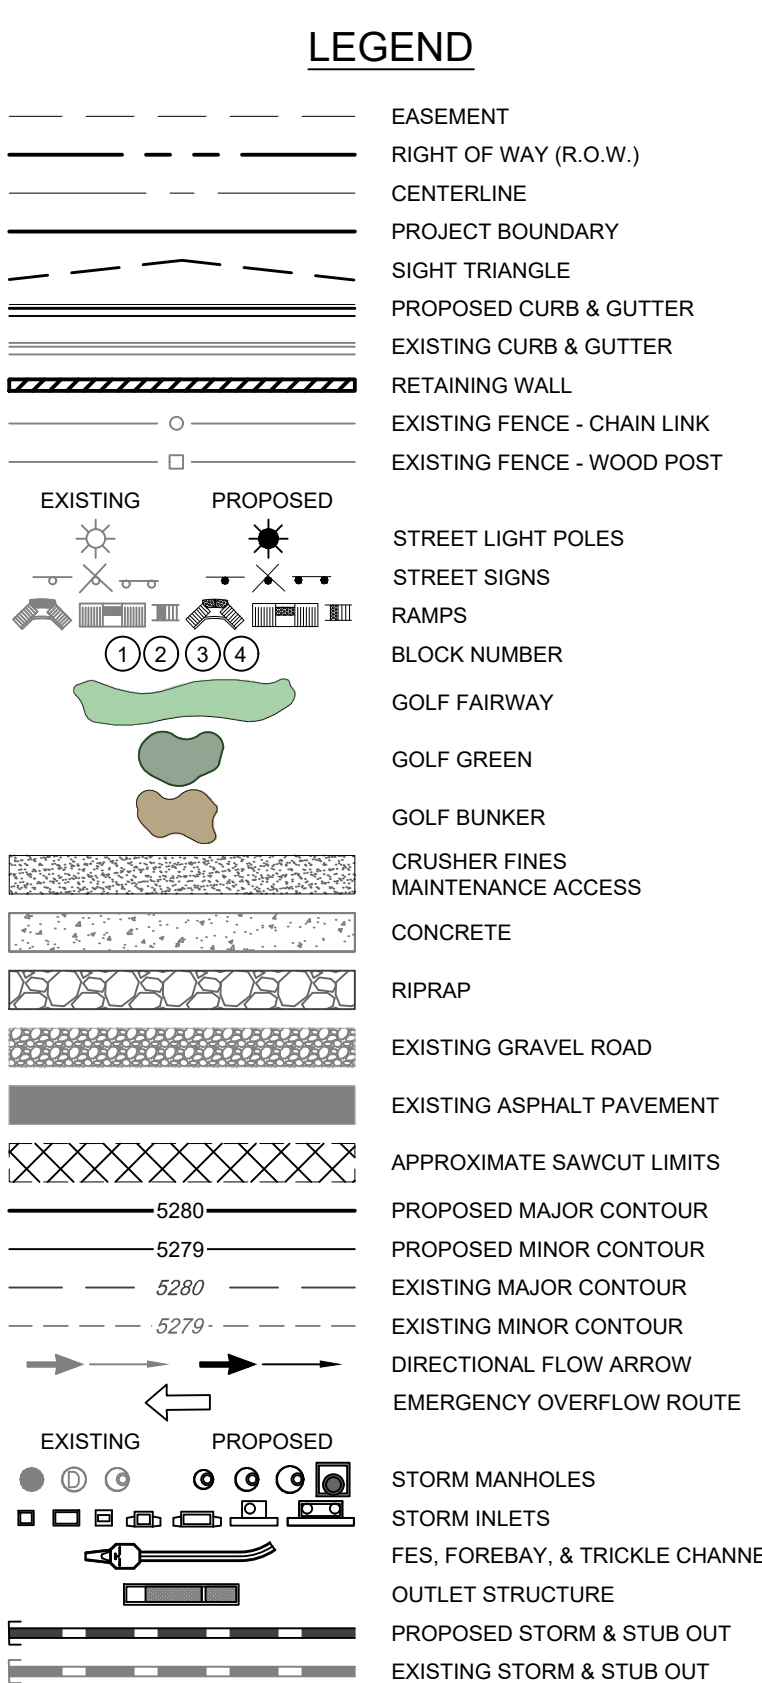 LEGEND
EASEMENT
RIGHT OF WAY (R.O.W.)
CENTERLINE
PROJECT BOUNDARY
SIGHT TRIANGLE
PROPOSED CURB & GUTTER
EXISTING CURB & GUTTER
RETAINING WALL
EXISTING FENCE - CHAIN LINK
EXISTING FENCE - WOOD POST
EXISTING PROPOSED
STREET LIGHT POLES
STREET SIGNS
RAMPS
1 2 3 4 BLOCK NUMBER
GOLF FAIRWAY
GOLF GREEN
GOLF BUNKER
CRUSHER FINES
MAINTENANCE ACCESS
CONCRETE
RIPRAP
EXISTING GRAVEL ROAD
EXISTING ASPHALT PAVEMENT
APPROXIMATE SAWCUT LIMITS
5280 PROPOSED MAJOR CONTOUR
5279 PROPOSED MINOR CONTOUR
5280 EXISTING MAJOR CONTOUR
5279 EXISTING MINOR CONTOUR
DIRECTIONAL FLOW ARROW
EMERGENCY OVERFLOW ROUTE
EXISTING PROPOSED
D STORM MANHOLES
STORM INLETS
FES, FOREBAY, & TRICKLE CHANNE
OUTLET STRUCTURE
PROPOSED STORM & STUB OUT
EXISTING STORM & STUB OUT